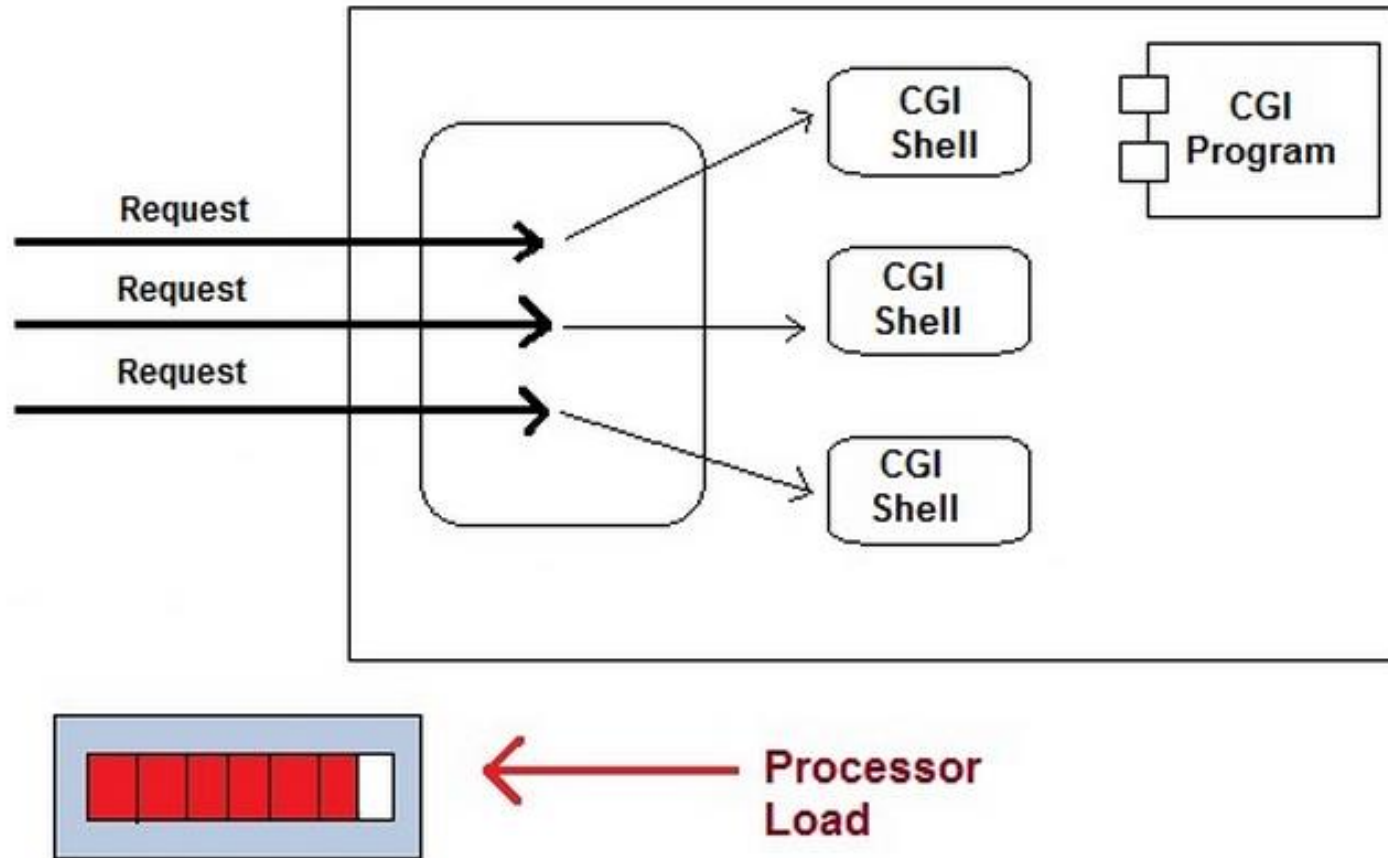 CGI
Shell
CGI
Program
Request
Request
CGI
Shell
Request
CGI
Shell
Processor
Load